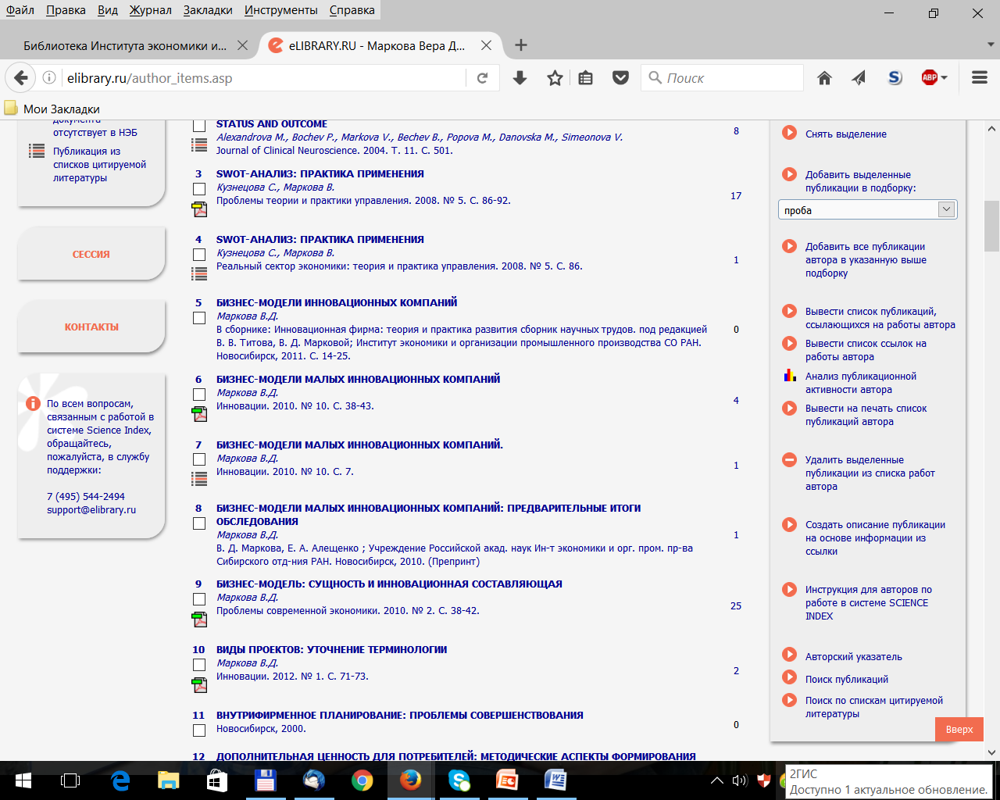 Файл Правка Вид Журнал Закладки Инструменты Справка
Библиотека Института экономики и...
eLIBRARY.RU - Маркова Вера Д...
elibrary.ru/author_items.asp
Поиск
ABP
Мои Закладки
документа
отсутствует в НЭБ
Публикация из
списков цитируемой
литературы
СЕССИЯ
КОНТАКТЫ
По всем вопросам,
связанным с работой в
системе Science Index,
обращайтесь,
пожалуйста, в службу
поддержки:
7 (495) 544-2494
support@elibrary.ru
STATUS AND OUTCOME
Alexandrova M., Bochev P., Markova V., Bechev B., Popova M., Danovska M., Simeonova V.
Journal of Clinical Neuroscience. 2004. Т. 11. С. 501.
8
3 SWOT-АНАЛИЗ: ПРАКТИКА ПРИМЕНЕНИЯ
Кузнецова С., Маркова В.
Проблемы теории и практики управления. 2008. № 5. С. 86-92.
17
4 SWOT-АНАЛИЗ: ПРАКТИКА ПРИМЕНЕНИЯ
Кузнецова С., Маркова В.
Реальный сектор экономики: теория и практика управления. 2008. № 5. С. 86.
1
5 БИЗНЕС-МОДЕЛИ ИННОВАЦИОННЫХ КОМПАНИЙ
Маркова В.Д.
В сборнике: Инновационная фирма: теория и практика развития сборник научных трудов. под редакцией
В. В. Титова, В. Д. Марковой; Институт экономики и организации промышленного производства СО РАН.
Новосибирск, 2011. С. 14-25.
0
6 БИЗНЕС-МОДЕЛИ МАЛЫХ ИННОВАЦИОННЫХ КОМПАНИЙ
Маркова В.Д.
Инновации. 2010. № 10. С. 38-43.
4
7 БИЗНЕС-МОДЕЛИ МАЛЫХ ИННОВАЦИОННЫХ КОМПАНИЙ.
Маркова В.Д.
Инновации. 2010. № 10. С. 7.
1
8 БИЗНЕС-МОДЕЛИ МАЛЫХ ИННОВАЦИОННЫХ КОМПАНИЙ: ПРЕДВАРИТЕЛЬНЫЕ ИТОГИ
ОБСЛЕДОВАНИЯ
Маркова В.Д.
В. Д. Маркова, Е. А. Алещенко ; Учреждение Российской акад. наук Ин-т экономики и орг. пром. пр-ва
Сибирского отд-ния РАН. Новосибирск, 2010. (Препринт)
1
9 БИЗНЕС-МОДЕЛЬ: СУЩНОСТЬ И ИННОВАЦИОННАЯ СОСТАВЛЯЮЩАЯ
Маркова В.Д.
Проблемы современной экономики. 2010. № 2. С. 38-42.
25
10 ВИДЫ ПРОЕКТОВ: УТОЧНЕНИЕ ТЕРМИНОЛОГИИ
Маркова В.Д.
Инновации. 2012. № 1. С. 71-73.
2
11 ВНУТРИФИРМЕННОЕ ПЛАНИРОВАНИЕ: ПРОБЛЕМЫ СОВЕРШЕНСТВОВАНИЯ
Новосибирск, 2000.
0
12 ДОПОЛНИТЕЛЬНАЯ ЦЕННОСТЬ ДЛЯ ПОТРЕБИТЕЛЕЙ: МЕТОДИЧЕСКИЕ АСПЕКТЫ ФОРМИРОВАНИЯ
Снять выделение
Добавить выделенные
публикации в подборку:
проба
Добавить все публикации
автора в указанную выше
подборку
Вывести список публикаций,
ссылающихся на работы автора
Вывести список ссылок на
работы автора
Анализ публикационной
активности автора
Вывести на печать список
публикаций автора
Удалить выделенные
публикации из списка работ
автора
Создать описание публикации
на основе информации из
ссылки
Инструкция для авторов по
работе в системе SCIENCE
INDEX
Авторский указатель
Поиск публикаций
Поиск по спискам цитируемой
литературы
Вверх
2ГИС
Доступно 1 актуальное обновление.